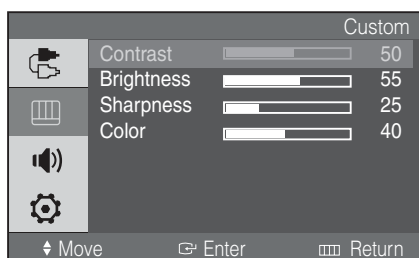 Custom
Contrast 50
Brightness 55
Sharpness 25
Color 40
Move Enter Return